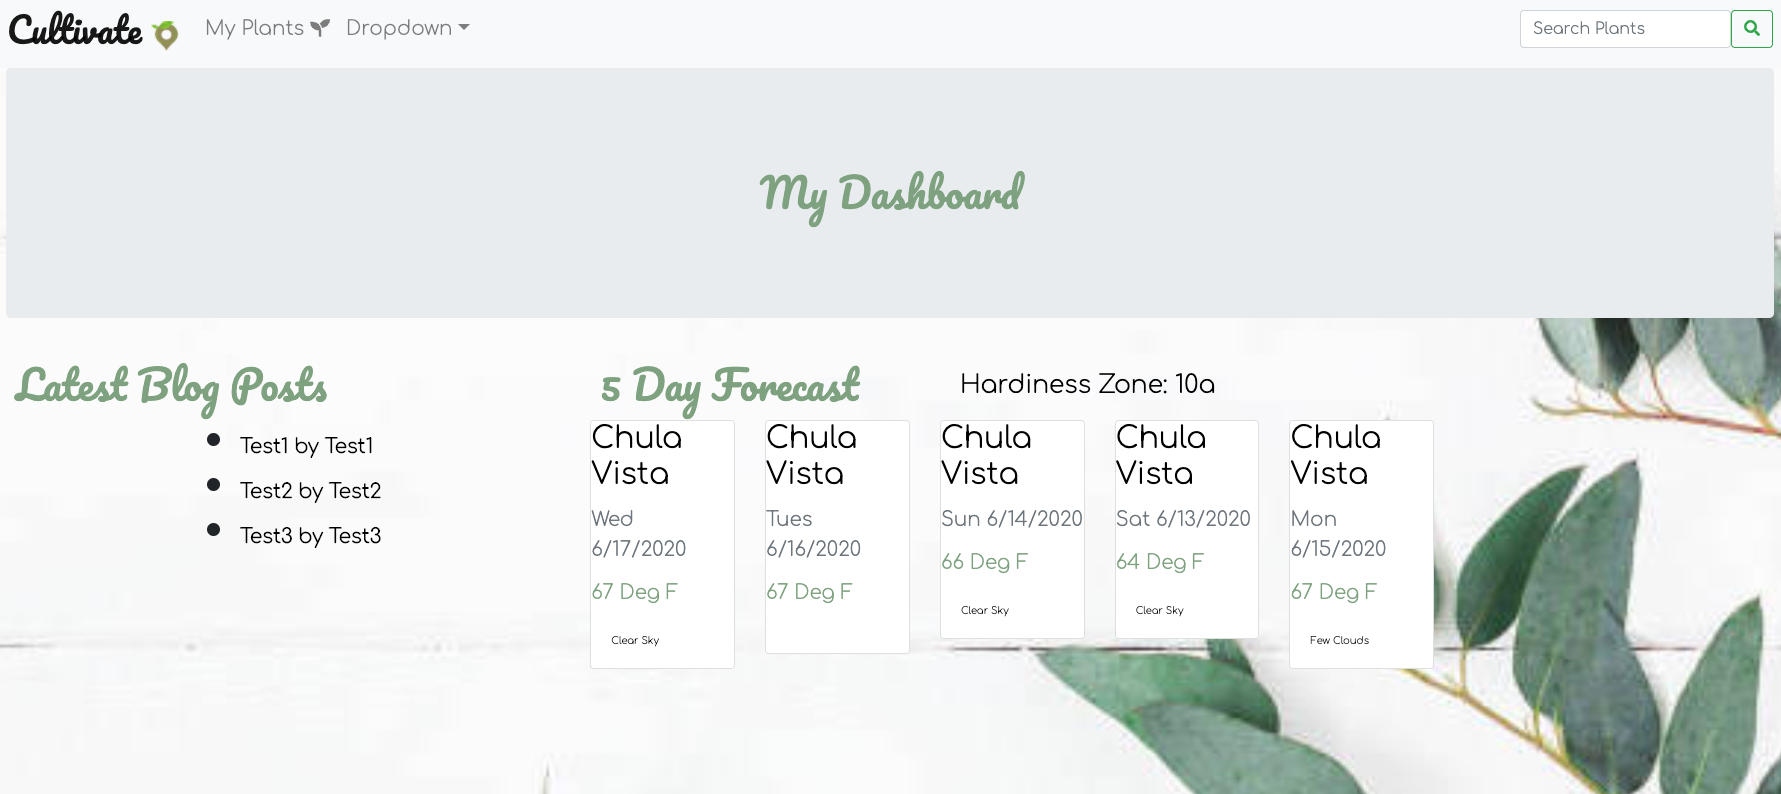 Cultivate
My Plants
Dropdown
Search Plants
My Dashboard
Latest Blog Posts
Test1 by Test1
Test2 by Test2
Test3 by Test3
5 Day Forecast
Hardiness Zone: 10a
Chula
Vista
Wed
6/17/2020
67 Deg F
Clear Sky
Chula
Vista
Tues
6/16/2020
67 Deg F
Chula
Vista
Sun 6/14/2020
66 Deg F
Clear Sky
Chula
Vista
Sat 6/13/2020
64 Deg F
Clear Sky
Chula
Vista
Mon
6/15/2020
67 Deg F
Few Clouds